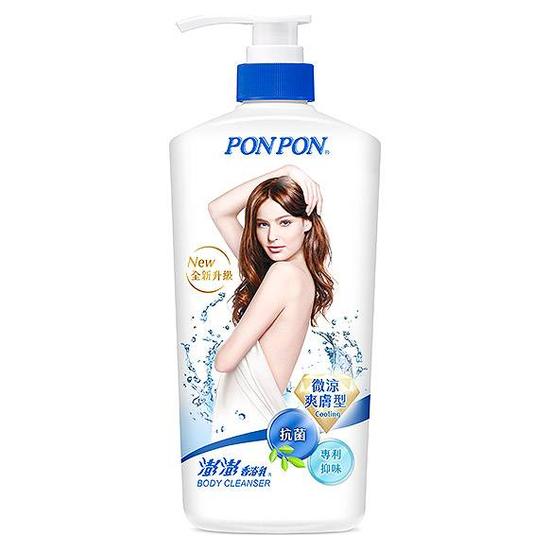 PONPON®
New
全新升級
微涼
爽膚型
Cooling
抗菌
專利
抑味
澎澎香浴乳®
BODY CLEANSER